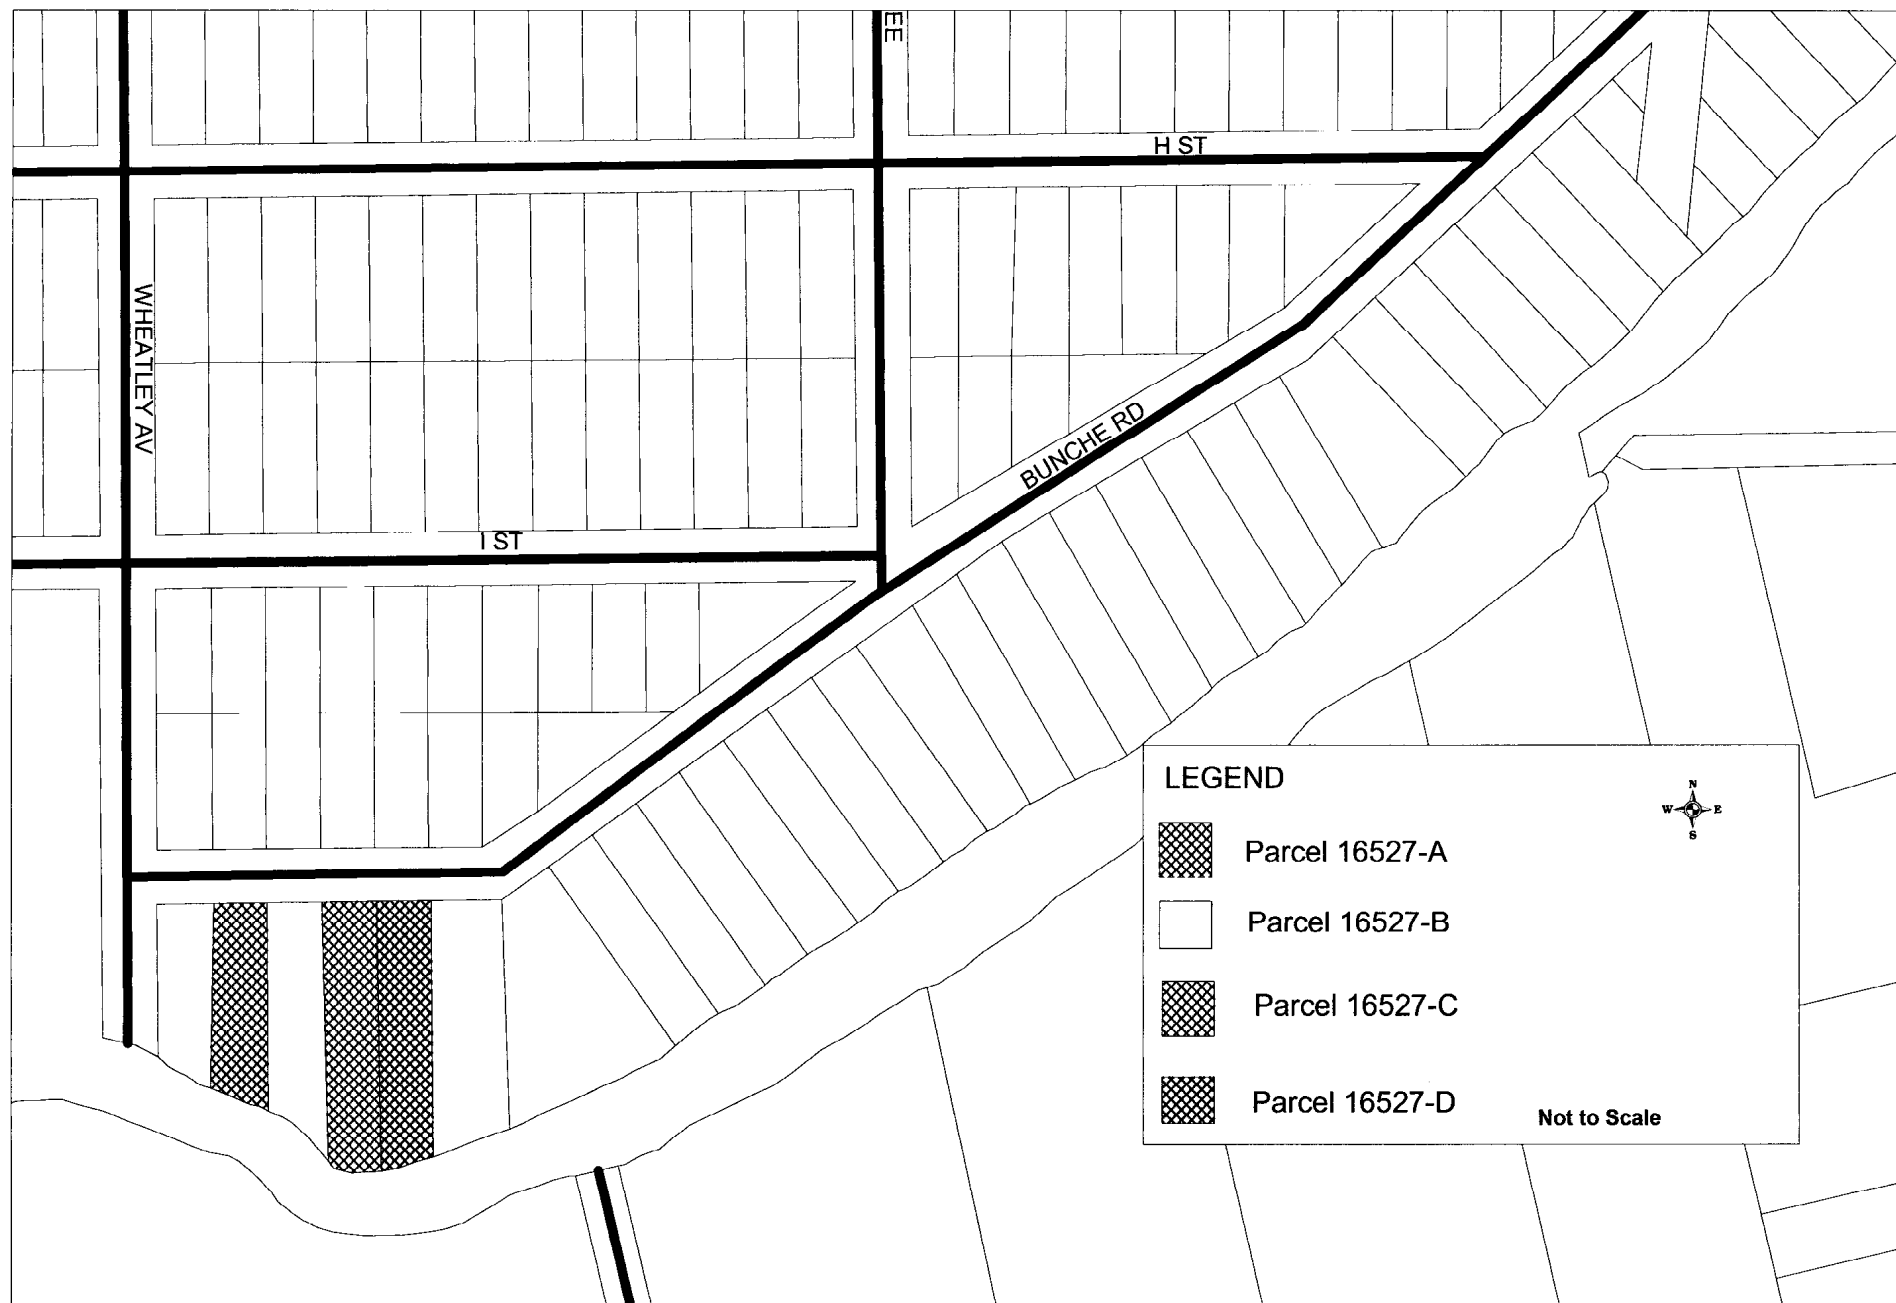 EE
H ST
WHEATLEY AV
BUNCHE RD
I ST
LEGEND
N
W E
S
Parcel 16527-A
Parcel 16527-B
Parcel 16527-C
Parcel 16527-D
Not to Scale